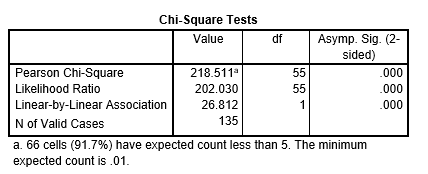 Chi-Square Tests
Value df Asymp. Sig. (2-
sided)
Pearson Chi-Square 218.511a 55 .000
Likelihood Ratio 202.030 55 .000
Linear-by-Linear Association 26.812 1 .000
N of Valid Cases 135
a. 66 cells (91.7%) have expected count less than 5. The minimum
expected count is .01.